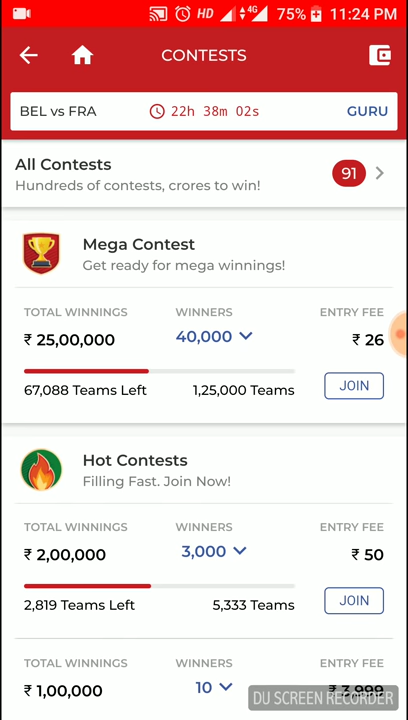 HD 4G 75% 11:24 PM
CONTESTS
BEL vs FRA 22h 38m 02s GURU
All Contests
Hundreds of contests, crores to win!
91
Mega Contest
Get ready for mega winnings!
TOTAL WINNINGS WINNERS ENTRY FEE
₹ 25,00,000 40,000 ₹ 26
67,088 Teams Left 1,25,000 Teams JOIN
Hot Contests
Filling Fast. Join Now!
TOTAL WINNINGS WINNERS ENTRY FEE
₹ 2,00,000 3,000 ₹ 50
2,819 Teams Left 5,333 Teams JOIN
TOTAL WINNINGS WINNERS ENTRY FEE
₹ 1,00,000 10 ₹ 3,999
DU SCREEN RECORDER